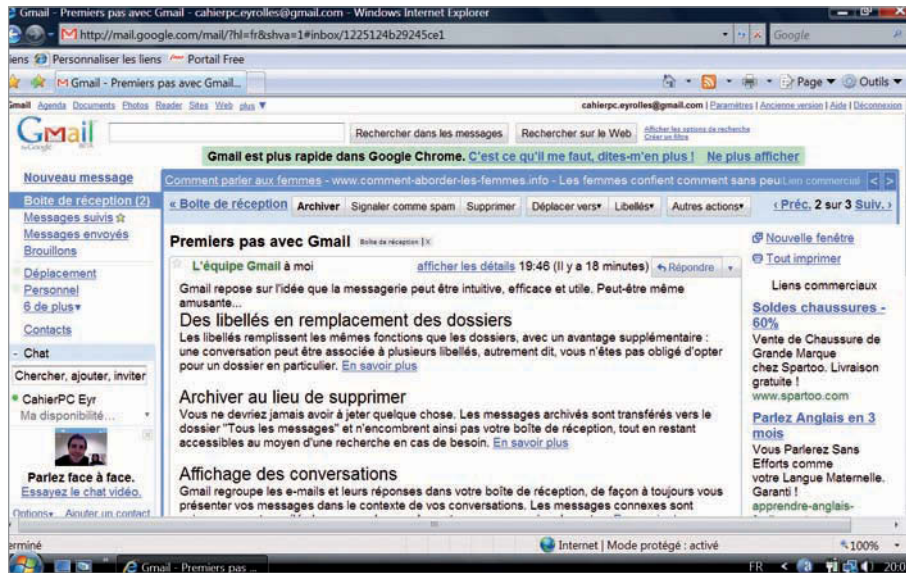 Gmail - Premiers pas avec Gmail - cahierpc.eyrolles@gmail.com - Windows Internet Explorer
http://mail.google.com/mail/?hl=fr&shva=1#inbox/1225124b29245ce1
Google
iens Personnaliser les liens Portail Free
Gmail - Premiers pas avec Gmail...
Page Outils
Gmail Agenda Documents Photos Reader Sites Web plus
cahierpc.eyrolles@gmail.com | Paramètres | Ancienne version | Aide | Déconnexion
Gmail
by Google BETA
Rechercher dans les messages Rechercher sur le Web
Afficher les options de recherche
Créer un filtre
Gmail est plus rapide dans Google Chrome. C'est ce qu'il me faut, dites-m'en plus ! Ne plus afficher
Nouveau message
Boîte de réception (2)
Messages suivis
Messages envoyés
Brouillons
Déplacement
Personnel
6 de plus
Contacts
- Chat
Chercher, ajouter, inviter
CahierPC Eyr
Ma disponibilité...
Parlez face à face.
Essayez le chat vidéo.
Options Ajouter un contact
Comment parler aux femmes - www.comment-aborder-les-femmes.info - Les femmes confient comment sans peu Lien commercial < >
« Boîte de réception Archiver Signaler comme spam Supprimer Déplacer vers Libellés Autres actions ‹ Préc. 2 sur 3 Suiv. ›
Premiers pas avec Gmail Boîte de réception | X
L'équipe Gmail à moi afficher les détails 19:46 (Il y a 18 minutes) Répondre
Gmail repose sur l'idée que la messagerie peut être intuitive, efficace et utile. Peut-être même
amusante...
Des libellés en remplacement des dossiers
Les libellés remplissent les mêmes fonctions que les dossiers, avec un avantage supplémentaire :
une conversation peut être associée à plusieurs libellés, autrement dit, vous n'êtes pas obligé d'opter
pour un dossier en particulier. En savoir plus
Archiver au lieu de
supprimer
Vous ne devriez jamais avoir à jeter quelque chose. Les messages archivés sont transférés vers le
dossier "Tous les messages" et n'encombrent ainsi pas votre boîte de réception, tout en restant
accessibles au moyen d'une recherche en cas de besoin. En savoir plus
Affichage des conversations
Gmail regroupe les e-mails et leurs réponses dans votre boîte de réception, de façon à toujours vous
présenter vos messages dans le contexte de vos conversations. Les messages connexes sont
Nouvelle fenêtre
Tout imprimer
Liens commerciaux
Soldes chaussures -
60%
Vente de Chaussure de
Grande Marque
chez Spartoo. Livraison
gratuite !
www.spartoo.com
Parlez Anglais en 3
mois
Vous Parlerez Sans
Efforts comme
votre Langue Maternelle.
Garanti !
apprendre-anglais-
erminé
Internet | Mode protégé : activé 100%
Gmail - Premiers pas ...
FR < 20:0